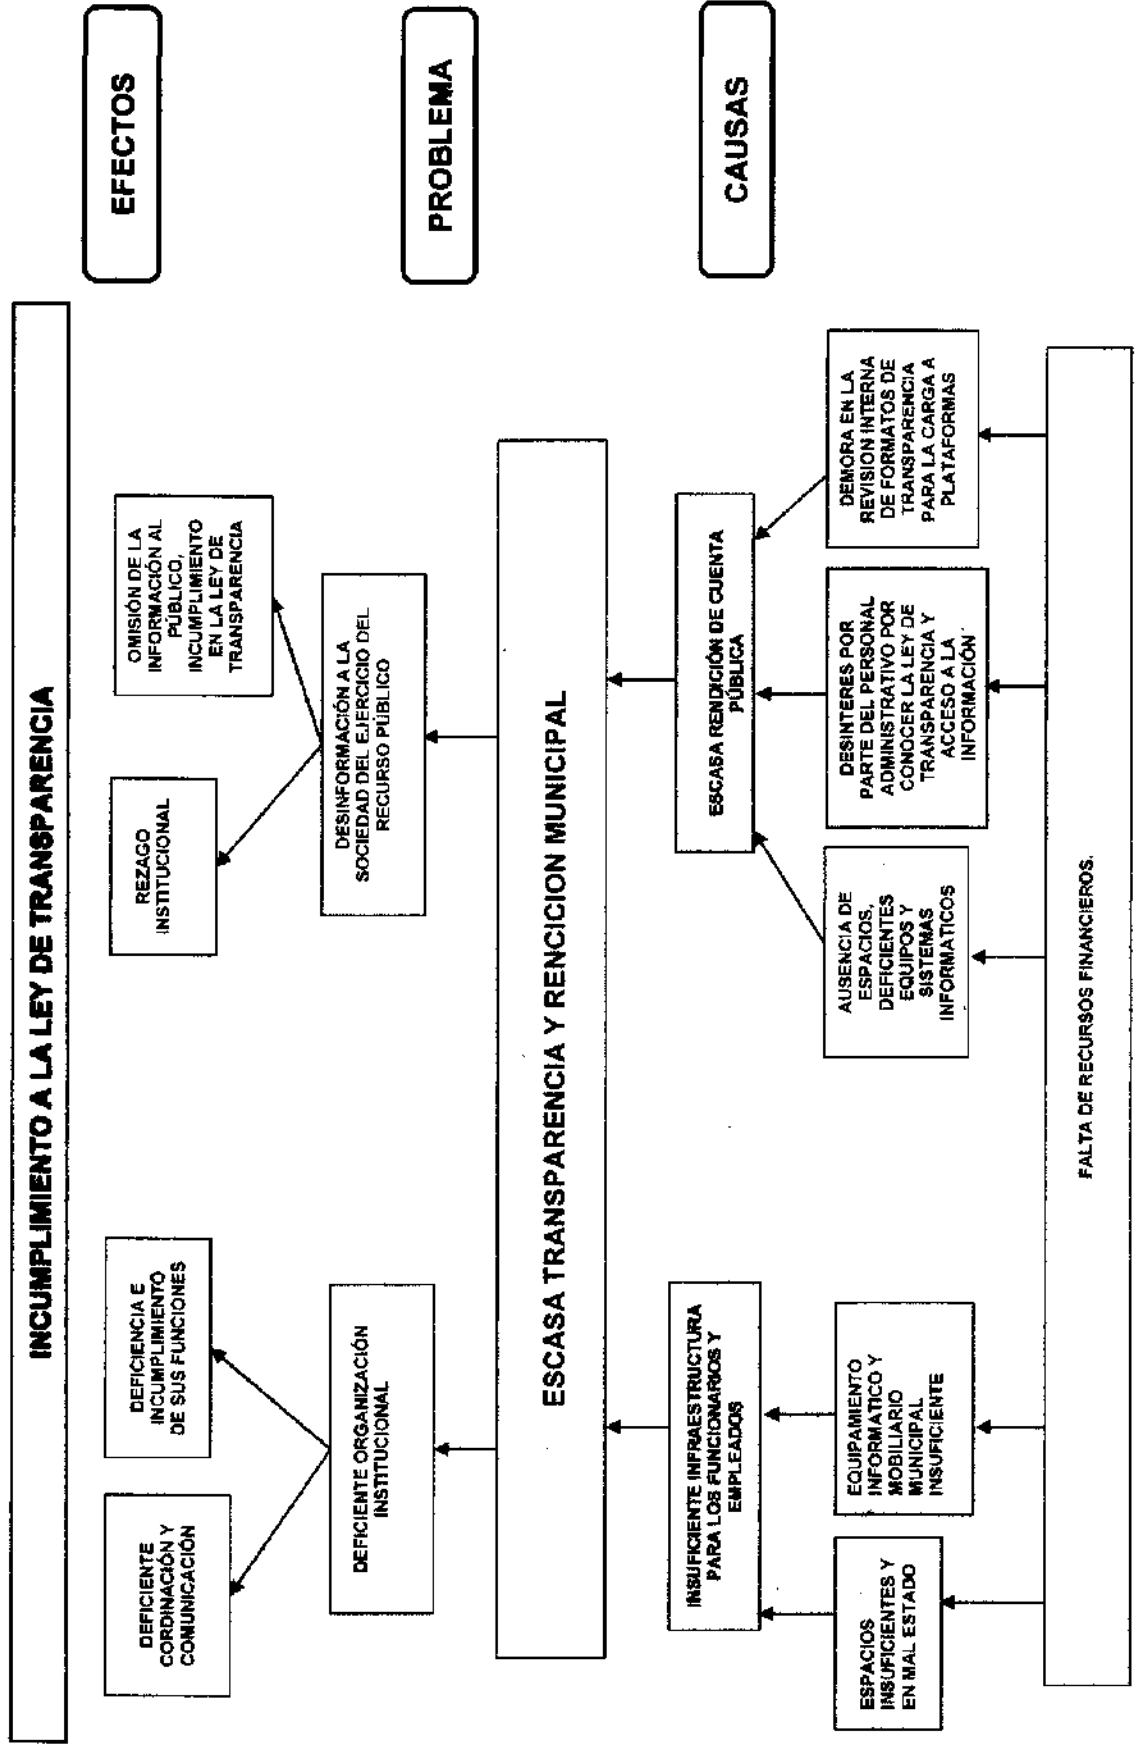 INCUMPLIMIENTO A LA LEY DE TRANSPARENCIA
EFECTOS
DEFICIENTE
CORDINACIÓN Y
COMUNICACIÓN
DEFICIENCIA E
INCUMPLIMIENTO
DE SUS FUNCIONES
REZAGO
INSTITUCIONAL
OMISIÓN DE LA
INFORMACIÓN AL
PÚBLICO,
INCUMPLIMIENTO
EN LA LEY DE
TRANSPARENCIA
DEFICIENTE ORGANIZACIÓN
INSTITUCIONAL
DESINFORMACIÓN A LA
SOCIEDAD DEL EJERCICIO DEL
RECURSO PÚBLICO
PROBLEMA
ESCASA TRANSPARENCIA Y RENCICION MUNICIPAL
CAUSAS
INSUFICIENTE INFRAESTRUCTURA
PARA LOS FUNCIONARIOS Y
EMPLEADOS
ESCASA RENDICIÓN DE CUENTA
PÚBLICA
ESPACIOS
INSUFICIENTES Y
EN MAL ESTADO
EQUIPAMIENTO
INFORMATICO Y
MOBILIARIO
MUNICIPAL
INSUFICIENTE
AUSENCIA DE
ESPACIOS,
DEFICIENTES
EQUIPOS Y
SISTEMAS
INFORMATICOS
DESINTERES POR
PARTE DEL PERSONAL
ADMINISTRATIVO POR
CONOCER LA LEY DE
TRANSPARENCIA Y
ACCESO A LA
INFORMACIÓN
DEMORA EN LA
REVISION INTERNA
DE FORMATOS DE
TRANSPARENCIA
PARA LA CARGA A
PLATAFORMAS
FALTA DE RECURSOS FINANCIEROS.